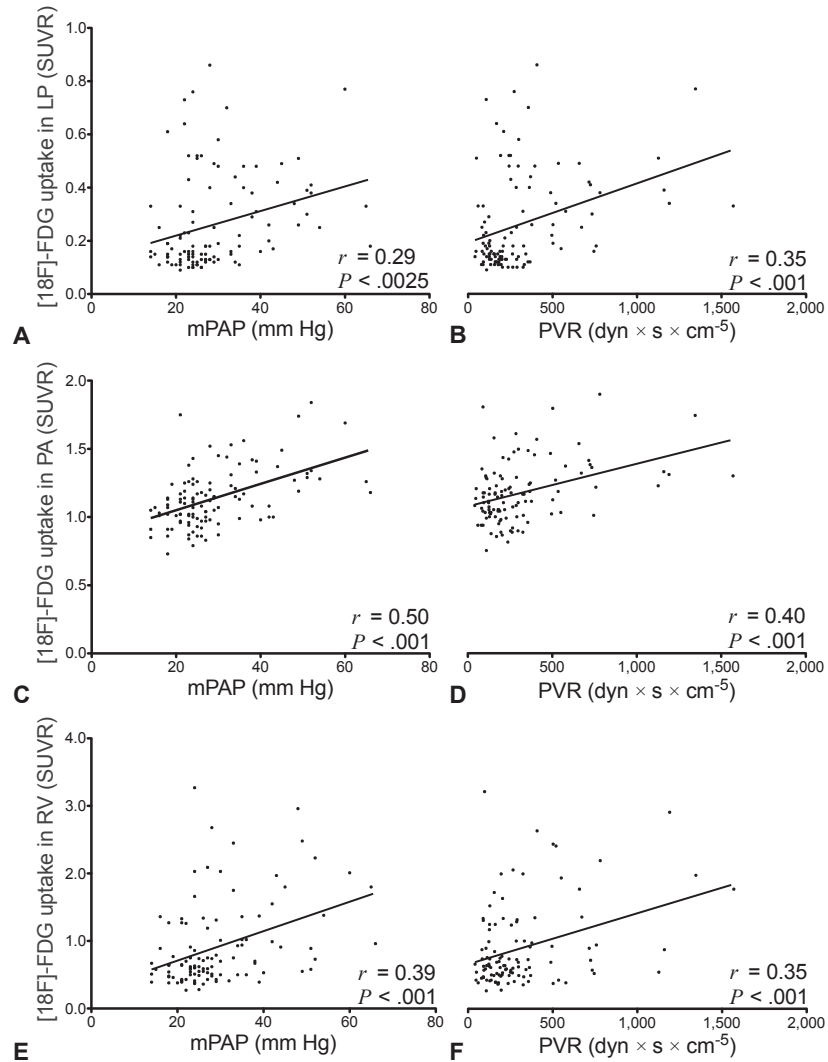 [18F]-FDG uptake in LP (SUVR)
1.0
0.8
0.6
0.4
0.2
0.0
0 20 40 60 80
mPAP (mm Hg)
r = 0.29
P < .0025
A
0 500 1,000 1,500 2,000
PVR (dyn × s × cm-5)
r = 0.35
P < .001
B
[18F]-FDG uptake in PA (SUVR)
2.0
1.5
1.0
0.5
0.0
0 20 40 60 80
mPAP (mm Hg)
r = 0.50
P < .001
C
0 500 1,000 1,500 2,000
PVR (dyn × s × cm-5)
r = 0.40
P < .001
D
[18F]-FDG uptake in RV (SUVR)
4.0
3.0
2.0
1.0
0.0
0 20 40 60 80
mPAP (mm Hg)
r = 0.39
P < .001
E
0 500 1,000 1,500 2,000
PVR (dyn × s × cm-5)
r = 0.35
P < .001
F